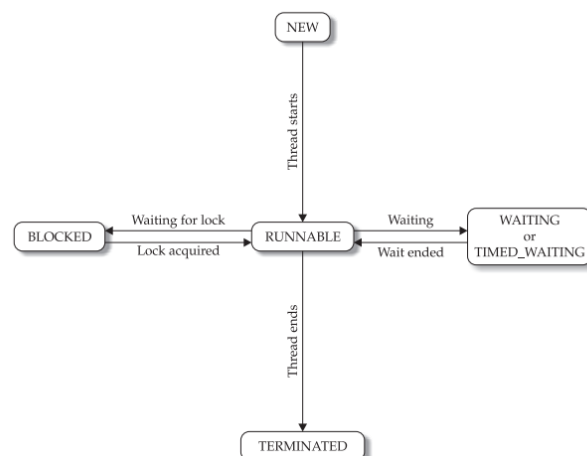 NEW
Thread starts
Waiting for lock
Waiting
WAITING
or
TIMED_WAITING
BLOCKED
RUNNABLE
Lock acquired
Wait ended
Thread ends
TERMINATED